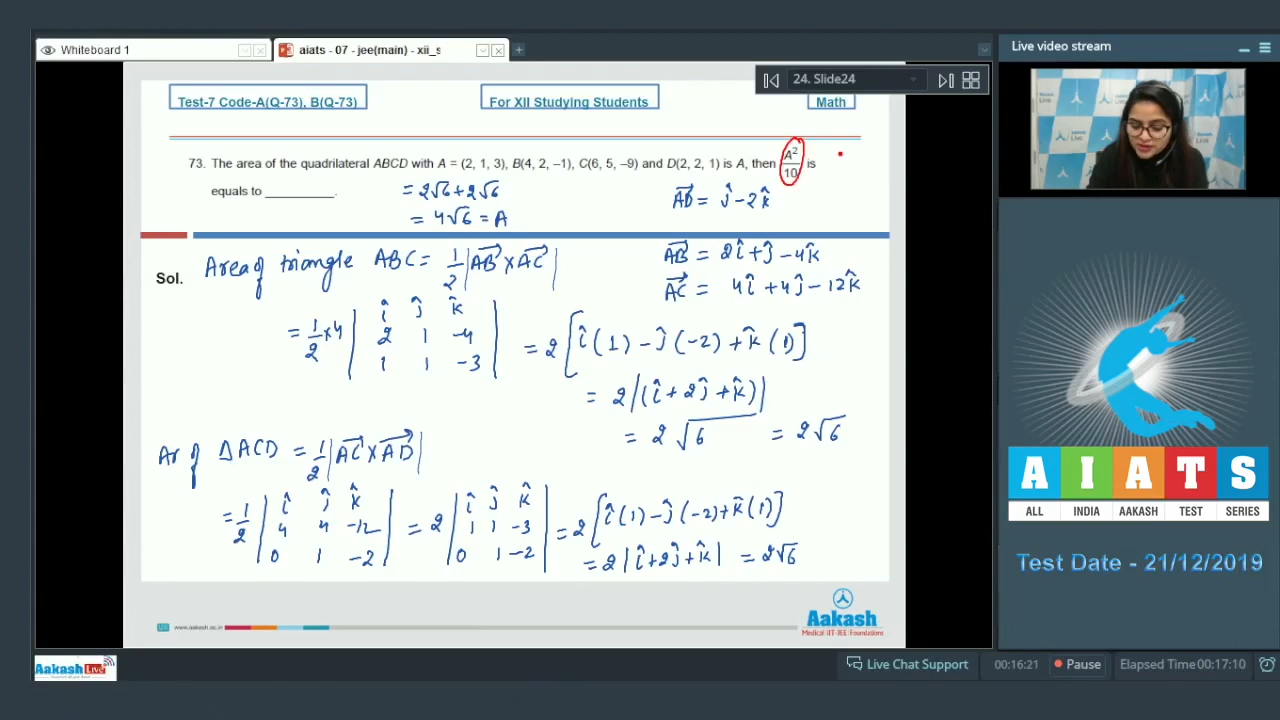 Whiteboard 1
aiats - 07 - jee(main) - xii_s
Live video stream
24. Slide24
Test-7 Code-A(Q-73), B(Q-73)
For XII Studying Students
Math
73. The area of the quadrilateral ABCD with A = (2, 1, 3), B(4, 2, –1), C(6, 5, –9) and D(2, 2, 1) is A, then A²/10 is
equals to __________.
= 2√6 + 2√6
= 4√6 = A
AD = ĵ - 2k̂
Sol.
Area of triangle ABC = 1/2 |AB × AC|
AB = 2î + ĵ - 4k̂
AC = 4î + 4ĵ - 12k̂
= 1/2 × 4 | î ĵ k̂
2 1 -4
1 1 -3 |
= 2 [î(1) - ĵ(-2) + k̂(1)]
= 2 |(î + 2ĵ + k̂)|
= 2 √6 = 2√6
Ar of ΔACD = 1/2 |AC × AD|
= 1/2 | î ĵ k̂
4 4 -12
0 1 -2 |
= 2 | î ĵ k̂
1 1 -3
0 1 -2 |
= 2 [î(1) - ĵ(-2) + k̂(1)]
= 2 |î + 2ĵ + k̂| = 2√6
www.aakash.ac.in
Aakash
Medical | IIT-JEE | Foundations
A I A T S
ALL INDIA AAKASH TEST SERIES
Test Date - 21/12/2019
Aakash Live
Live Chat Support
00:16:21
Pause
Elapsed Time 00:17:10